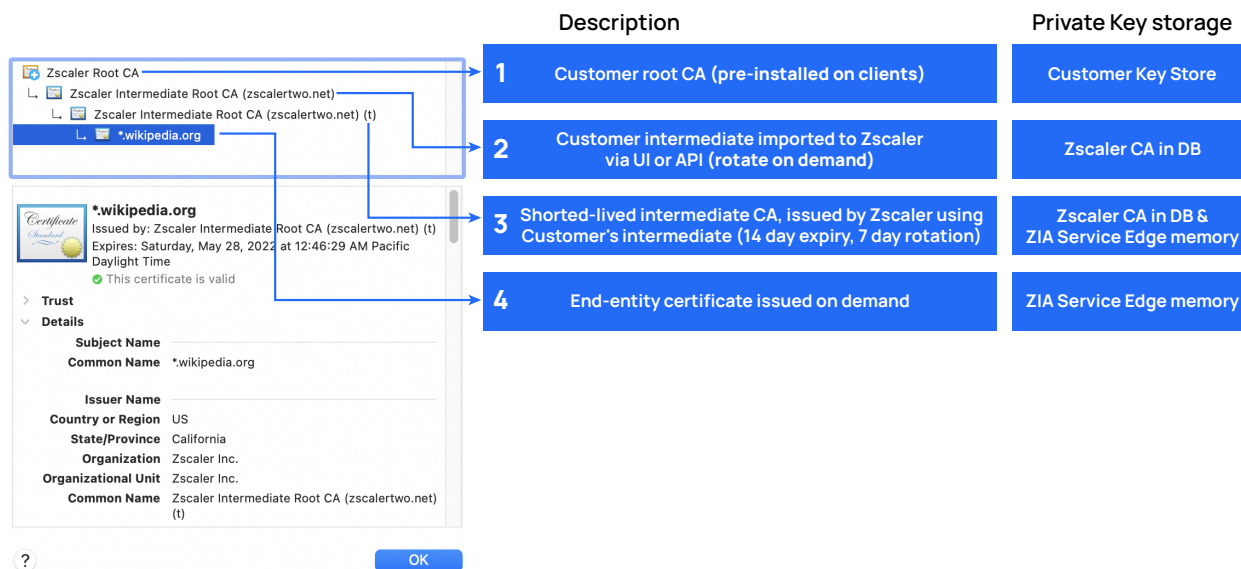 Description
Private Key storage
Zscaler Root CA
Zscaler Intermediate Root CA (zscalertwo.net)
Zscaler Intermediate Root CA (zscalertwo.net) (t)
*.wikipedia.org
1
Customer root CA (pre-installed on clients)
Customer Key Store
2
Customer intermediate imported to Zscaler
via UI or API (rotate on demand)
Zscaler CA in DB
3
Shorted-lived intermediate CA, issued by Zscaler using
Customer's intermediate (14 day expiry, 7 day rotation)
Zscaler CA in DB &
ZIA Service Edge memory
4
End-entity certificate issued on demand
ZIA Service Edge memory
Certificate
Standard
*.wikipedia.org
Issued by: Zscaler Intermediate Root CA (zscalertwo.net) (t)
Expires: Saturday, May 28, 2022 at 12:46:29 AM Pacific
Daylight Time
This certificate is valid
Trust
Details
Subject Name
Common Name *.wikipedia.org
Issuer Name
Country or Region US
State/Province California
Organization Zscaler Inc.
Organizational Unit Zscaler Inc.
Common Name Zscaler Intermediate Root CA (zscalertwo.net)
(t)
?
OK